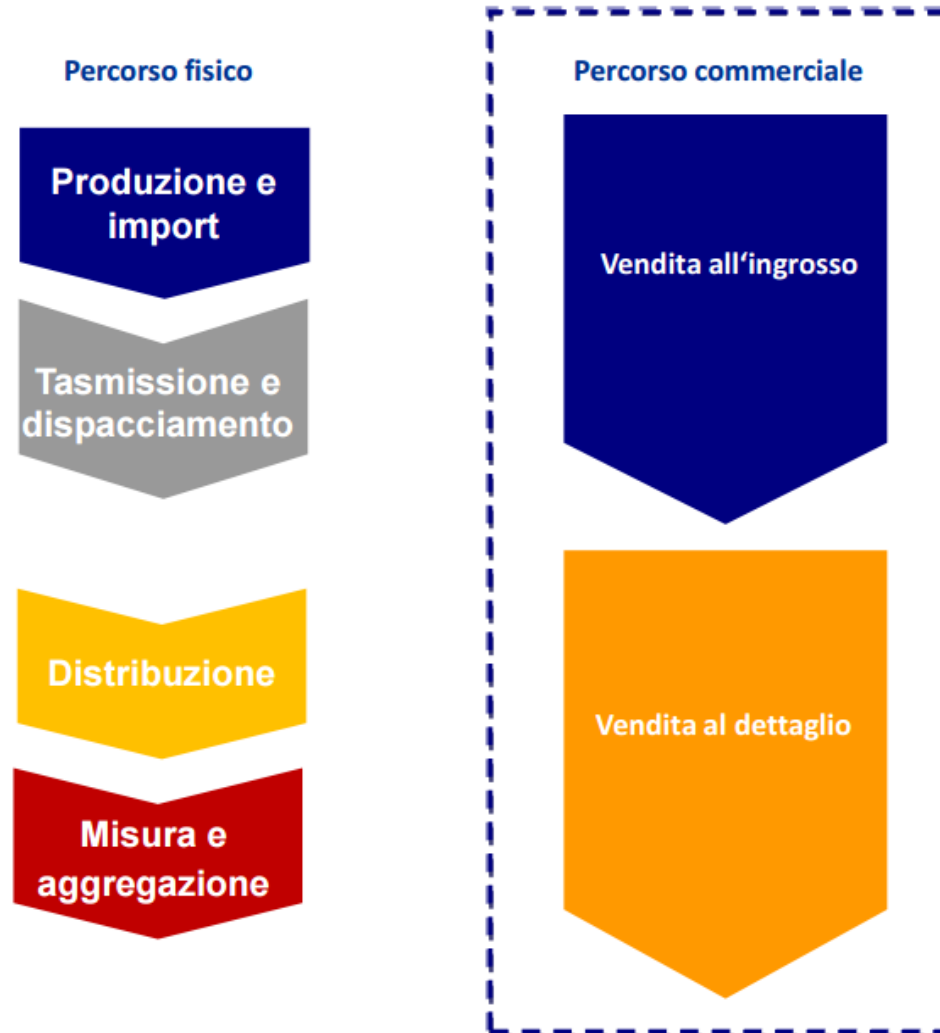 Percorso fisico
Produzione e
import
Tasmissione e
dispacciamento
Distribuzione
Misura e
aggregazione
Percorso commerciale
Vendita all‘ingrosso
Vendita al dettaglio